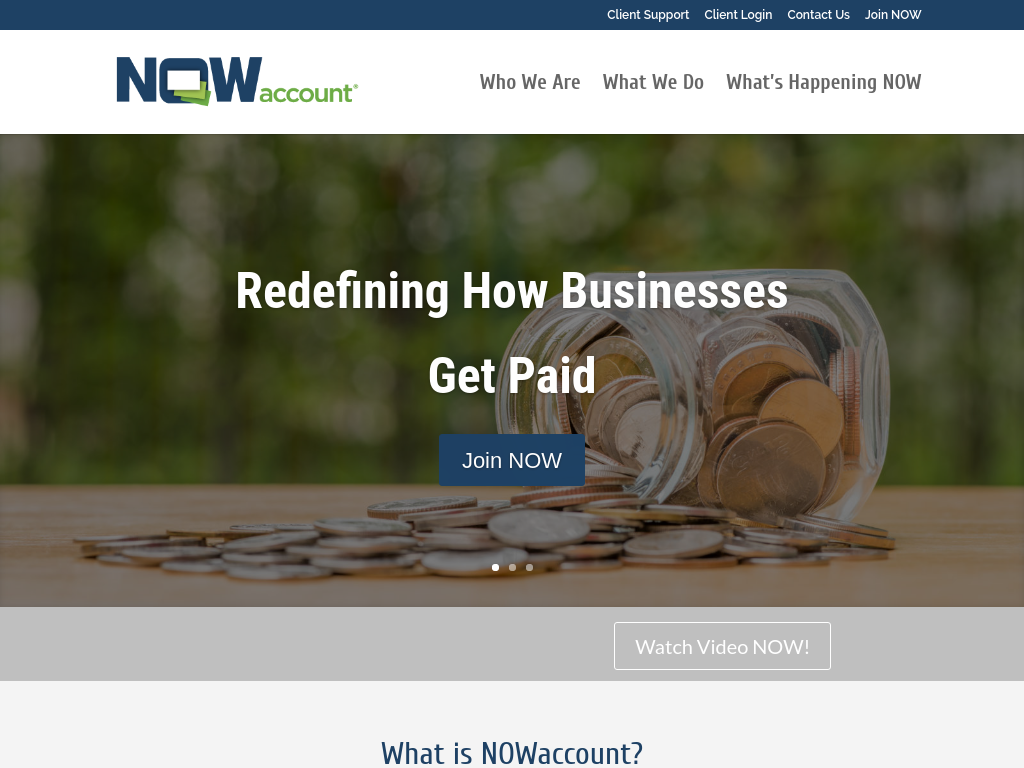 Client Support
Client Login
Contact Us
Join NOW
NOWaccount®
Who We Are
What We Do
What's Happening NOW
Redefining How Businesses
Get Paid
Join NOW
Watch Video NOW!
What is NOWaccount?